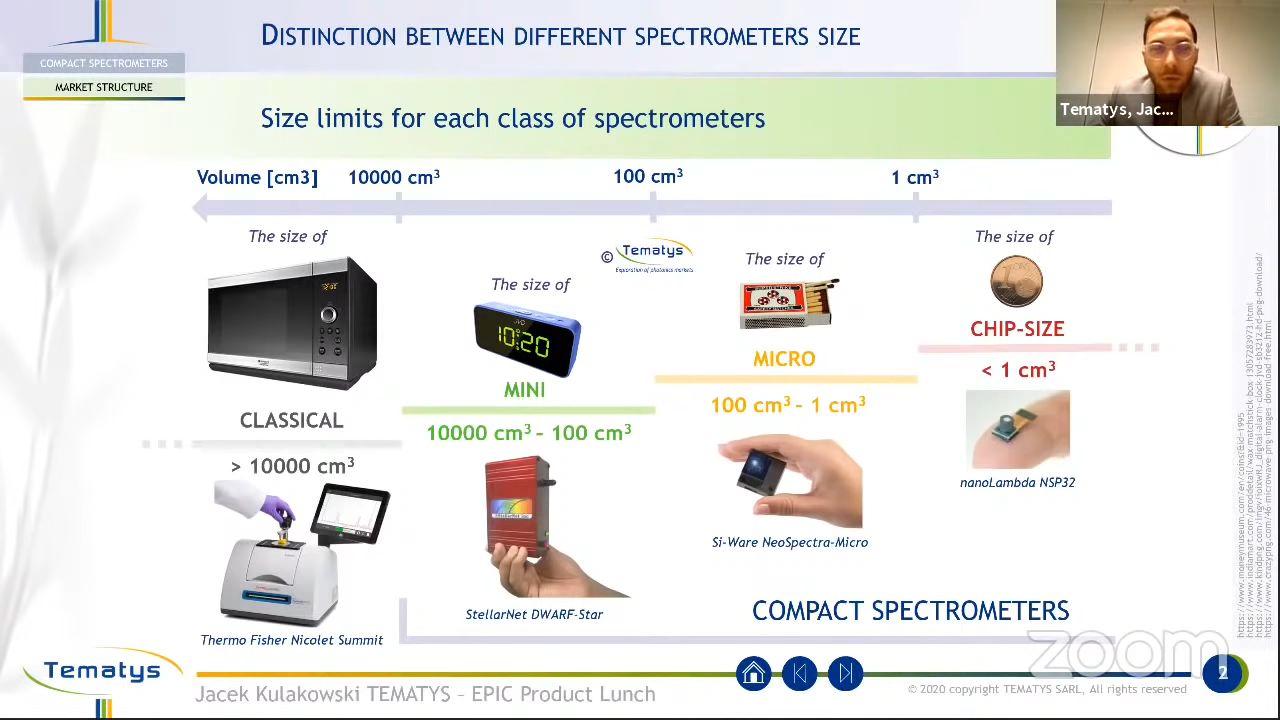 DISTINCTION BETWEEN DIFFERENT SPECTROMETERS SIZE
COMPACT SPECTROMETERS
MARKET STRUCTURE
Tematys, Jac...
Size limits for each class of spectrometers
Volume [cm3]
10000 cm³
100 cm³
1 cm³
The size of
The size of
The size of
The size of
© Tematys
Exploration of photonics markets
10:20
CLASSICAL
> 10000 cm³
Thermo Fisher Nicolet Summit
MINI
10000 cm³ – 100 cm³
StellarNet DWARF-Star
MICRO
100 cm³ – 1 cm³
Si-Ware NeoSpectra-Micro
CHIP-SIZE
< 1 cm³
nanoLambda NSP32
COMPACT SPECTROMETERS
zoom
Tematys
Jacek Kulakowski TEMATYS – EPIC Product Lunch
© 2020 copyright TEMATYS SARL, All rights reserved
2